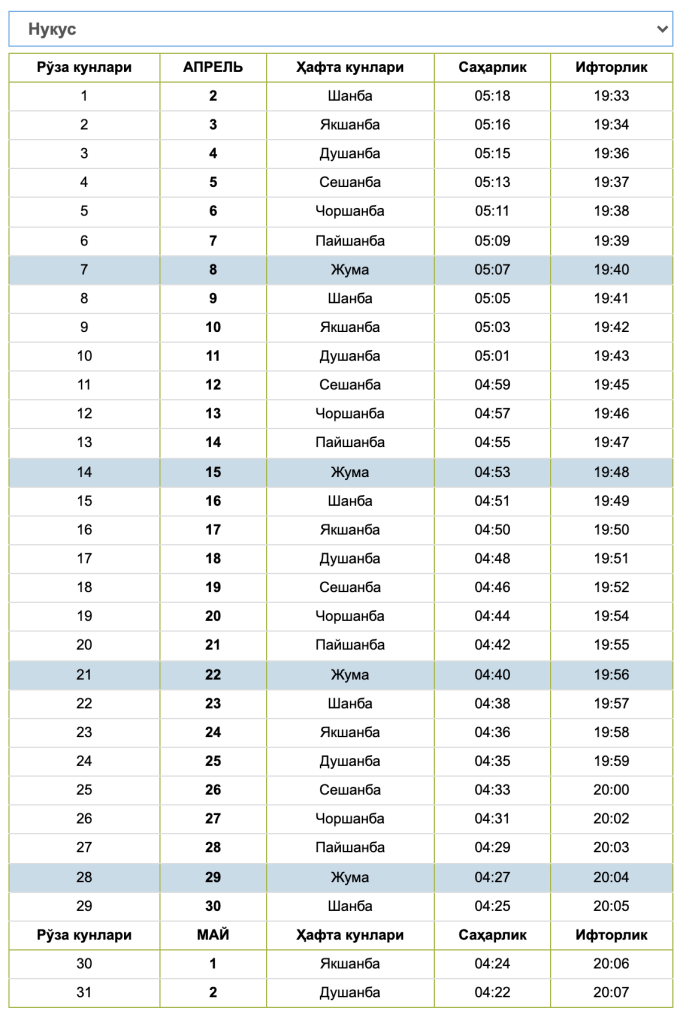 Нукус
Рўза кунлари АПРЕЛЬ Ҳафта кунлари Саҳарлик Ифторлик
1 2 Шанба 05:18 19:33
2 3 Якшанба 05:16 19:34
3 4 Душанба 05:15 19:36
4 5 Сешанба 05:13 19:37
5 6 Чоршанба 05:11 19:38
6 7 Пайшанба 05:09 19:39
7 8 Жума 05:07 19:40
8 9 Шанба 05:05 19:41
9 10 Якшанба 05:03 19:42
10 11 Душанба 05:01 19:43
11 12 Сешанба 04:59 19:45
12 13 Чоршанба 04:57 19:46
13 14 Пайшанба 04:55 19:47
14 15 Жума 04:53 19:48
15 16 Шанба 04:51 19:49
16 17 Якшанба 04:50 19:50
17 18 Душанба 04:48 19:51
18 19 Сешанба 04:46 19:52
19 20 Чоршанба 04:44 19:54
20 21 Пайшанба 04:42 19:55
21 22 Жума 04:40 19:56
22 23 Шанба 04:38 19:57
23 24 Якшанба 04:36 19:58
24 25 Душанба 04:35 19:59
25 26 Сешанба 04:33 20:00
26 27 Чоршанба 04:31 20:02
27 28 Пайшанба 04:29 20:03
28 29 Жума 04:27 20:04
29 30 Шанба 04:25 20:05
Рўза кунлари МАЙ Ҳафта кунлари Саҳарлик Ифторлик
30 1 Якшанба 04:24 20:06
31 2 Душанба 04:22 20:07